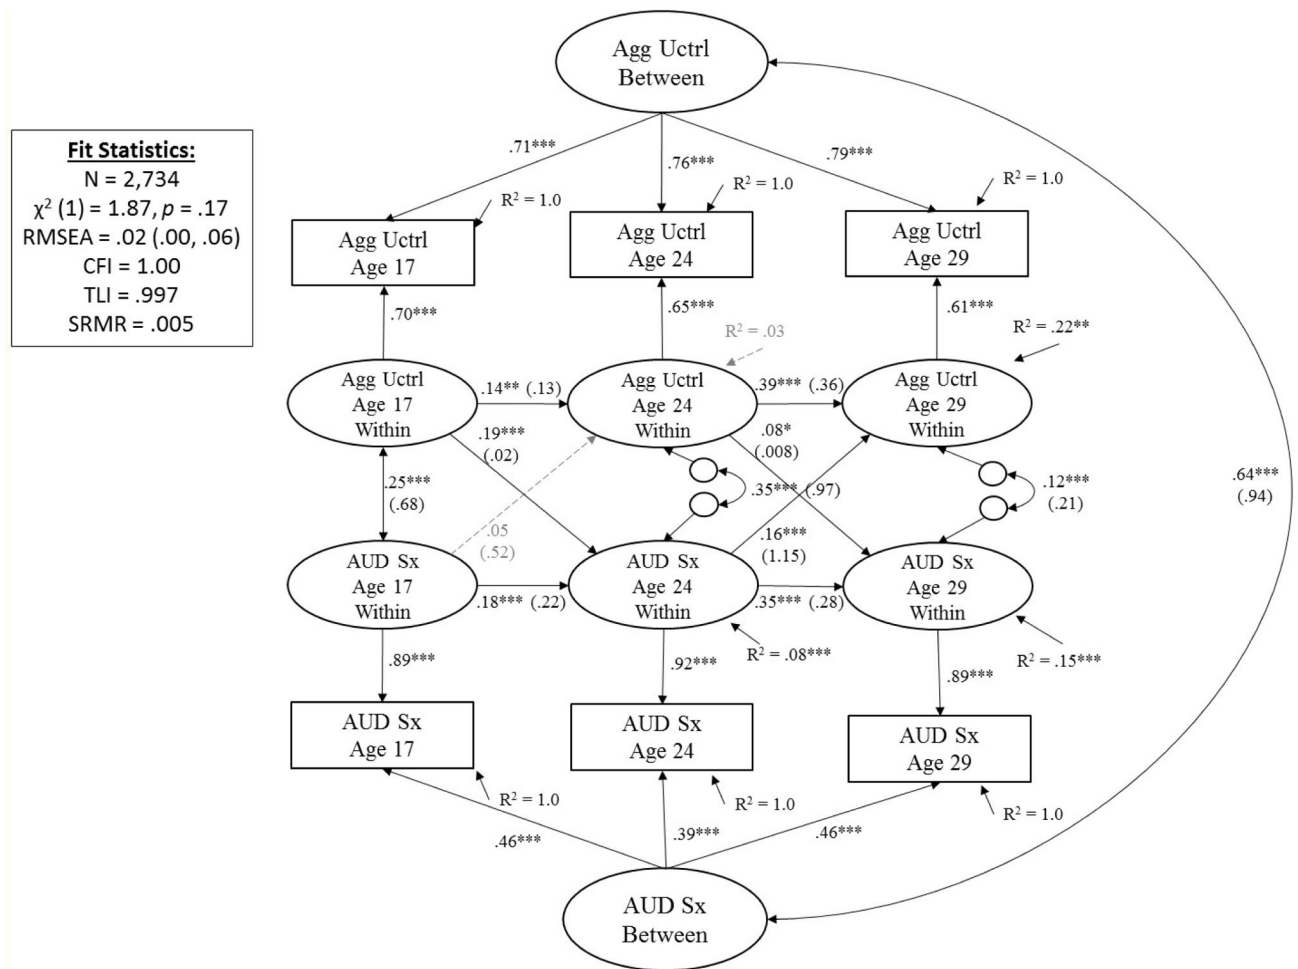 Agg Uctrl
Between
Fit Statistics:
N = 2,734
χ² (1) = 1.87, p = .17
RMSEA = .02 (.00, .06)
CFI = 1.00
TLI = .997
SRMR = .005
.71***
.76***
.79***
R² = 1.0
R² = 1.0
R² = 1.0
Agg Uctrl
Age 17
Agg Uctrl
Age 24
Agg Uctrl
Age 29
.70***
.65***
.61***
R² = .03
R² = .22**
Agg Uctrl
Age 17
Within
.14** (.13)
Agg Uctrl
Age 24
Within
.39*** (.36)
Agg Uctrl
Age 29
Within
.19***
(.02)
.08*
(.008)
.25***
(.68)
.35*** (.97)
.12***
(.21)
.64***
(.94)
.05
(.52)
.16***
(1.15)
AUD Sx
Age 17
Within
.18*** (.22)
AUD Sx
Age 24
Within
.35*** (.28)
AUD Sx
Age 29
Within
.89***
.92***
R² = .08***
.89***
R² = .15***
AUD Sx
Age 17
AUD Sx
Age 24
AUD Sx
Age 29
R² = 1.0
R² = 1.0
R² = 1.0
.46***
.39***
.46***
AUD Sx
Between